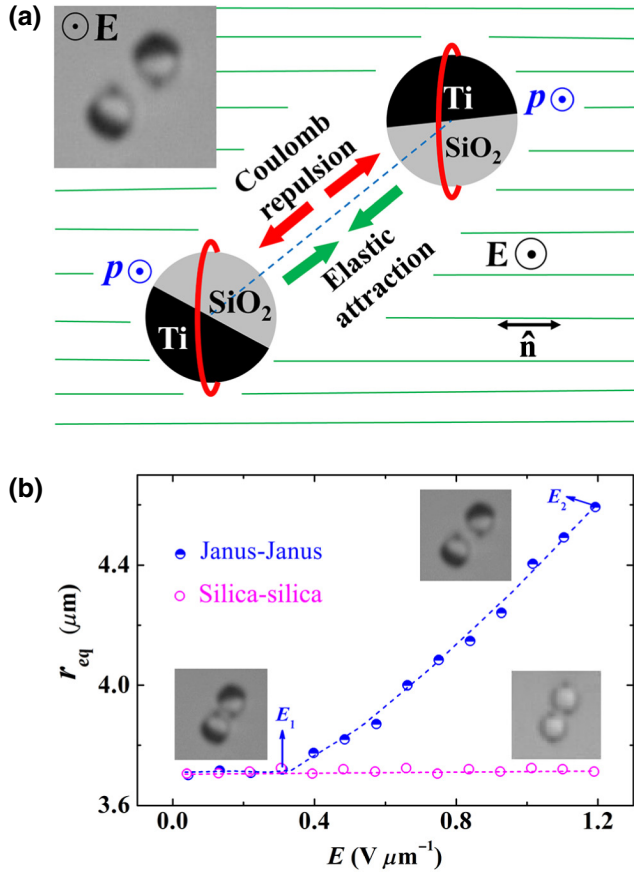 (a)
⊙ E
Ti
SiO₂
p ⊙
Coulomb
repulsion
Elastic
attraction
E ⊙
n̂
p ⊙
SiO₂
Ti
(b)
E₂
Janus-Janus
Silica-silica
E₁
4.4
4.0
3.6
r_eq (μm)
0.0 0.4 0.8 1.2
E (V μm⁻¹)